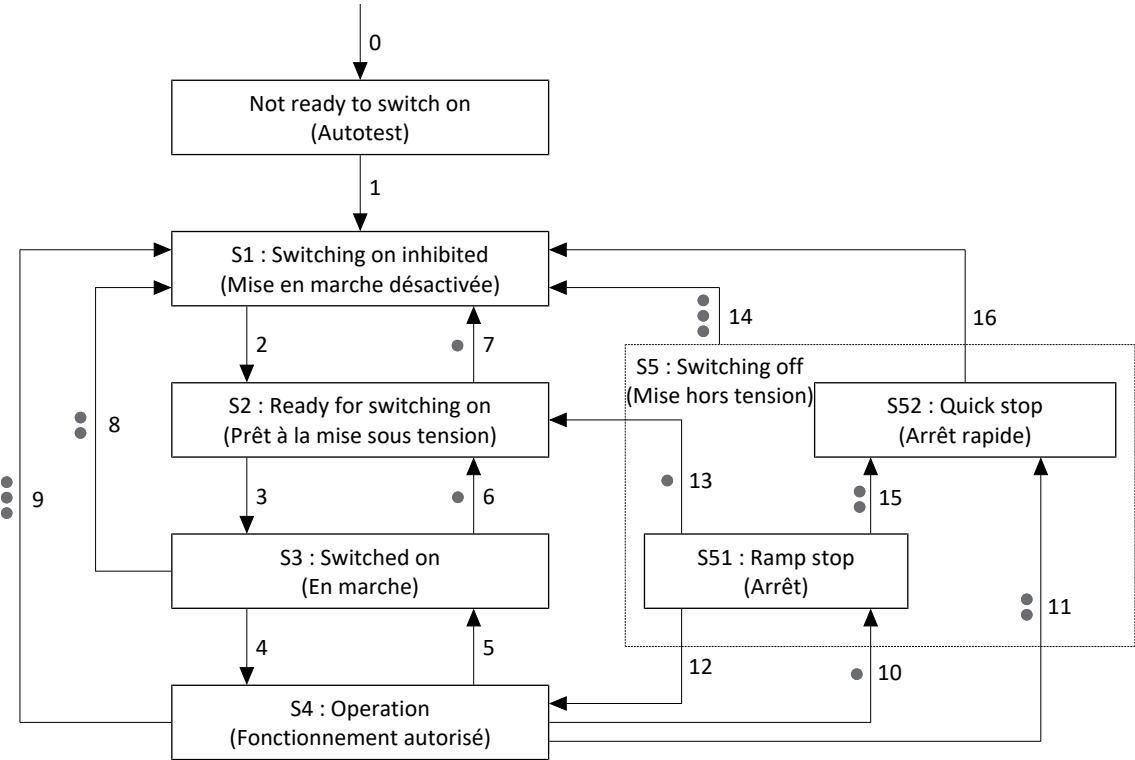 0
Not ready to switch on
(Autotest)
1
S1 : Switching on inhibited
(Mise en marche désactivée)
14
16
2
7
S5 : Switching off
(Mise hors tension)
S2 : Ready for switching on
(Prêt à la mise sous tension)
S52 : Quick stop
(Arrêt rapide)
8
13
9
3
6
15
S3 : Switched on
(En marche)
S51 : Ramp stop
(Arrêt)
11
4
5
12
10
S4 : Operation
(Fonctionnement autorisé)